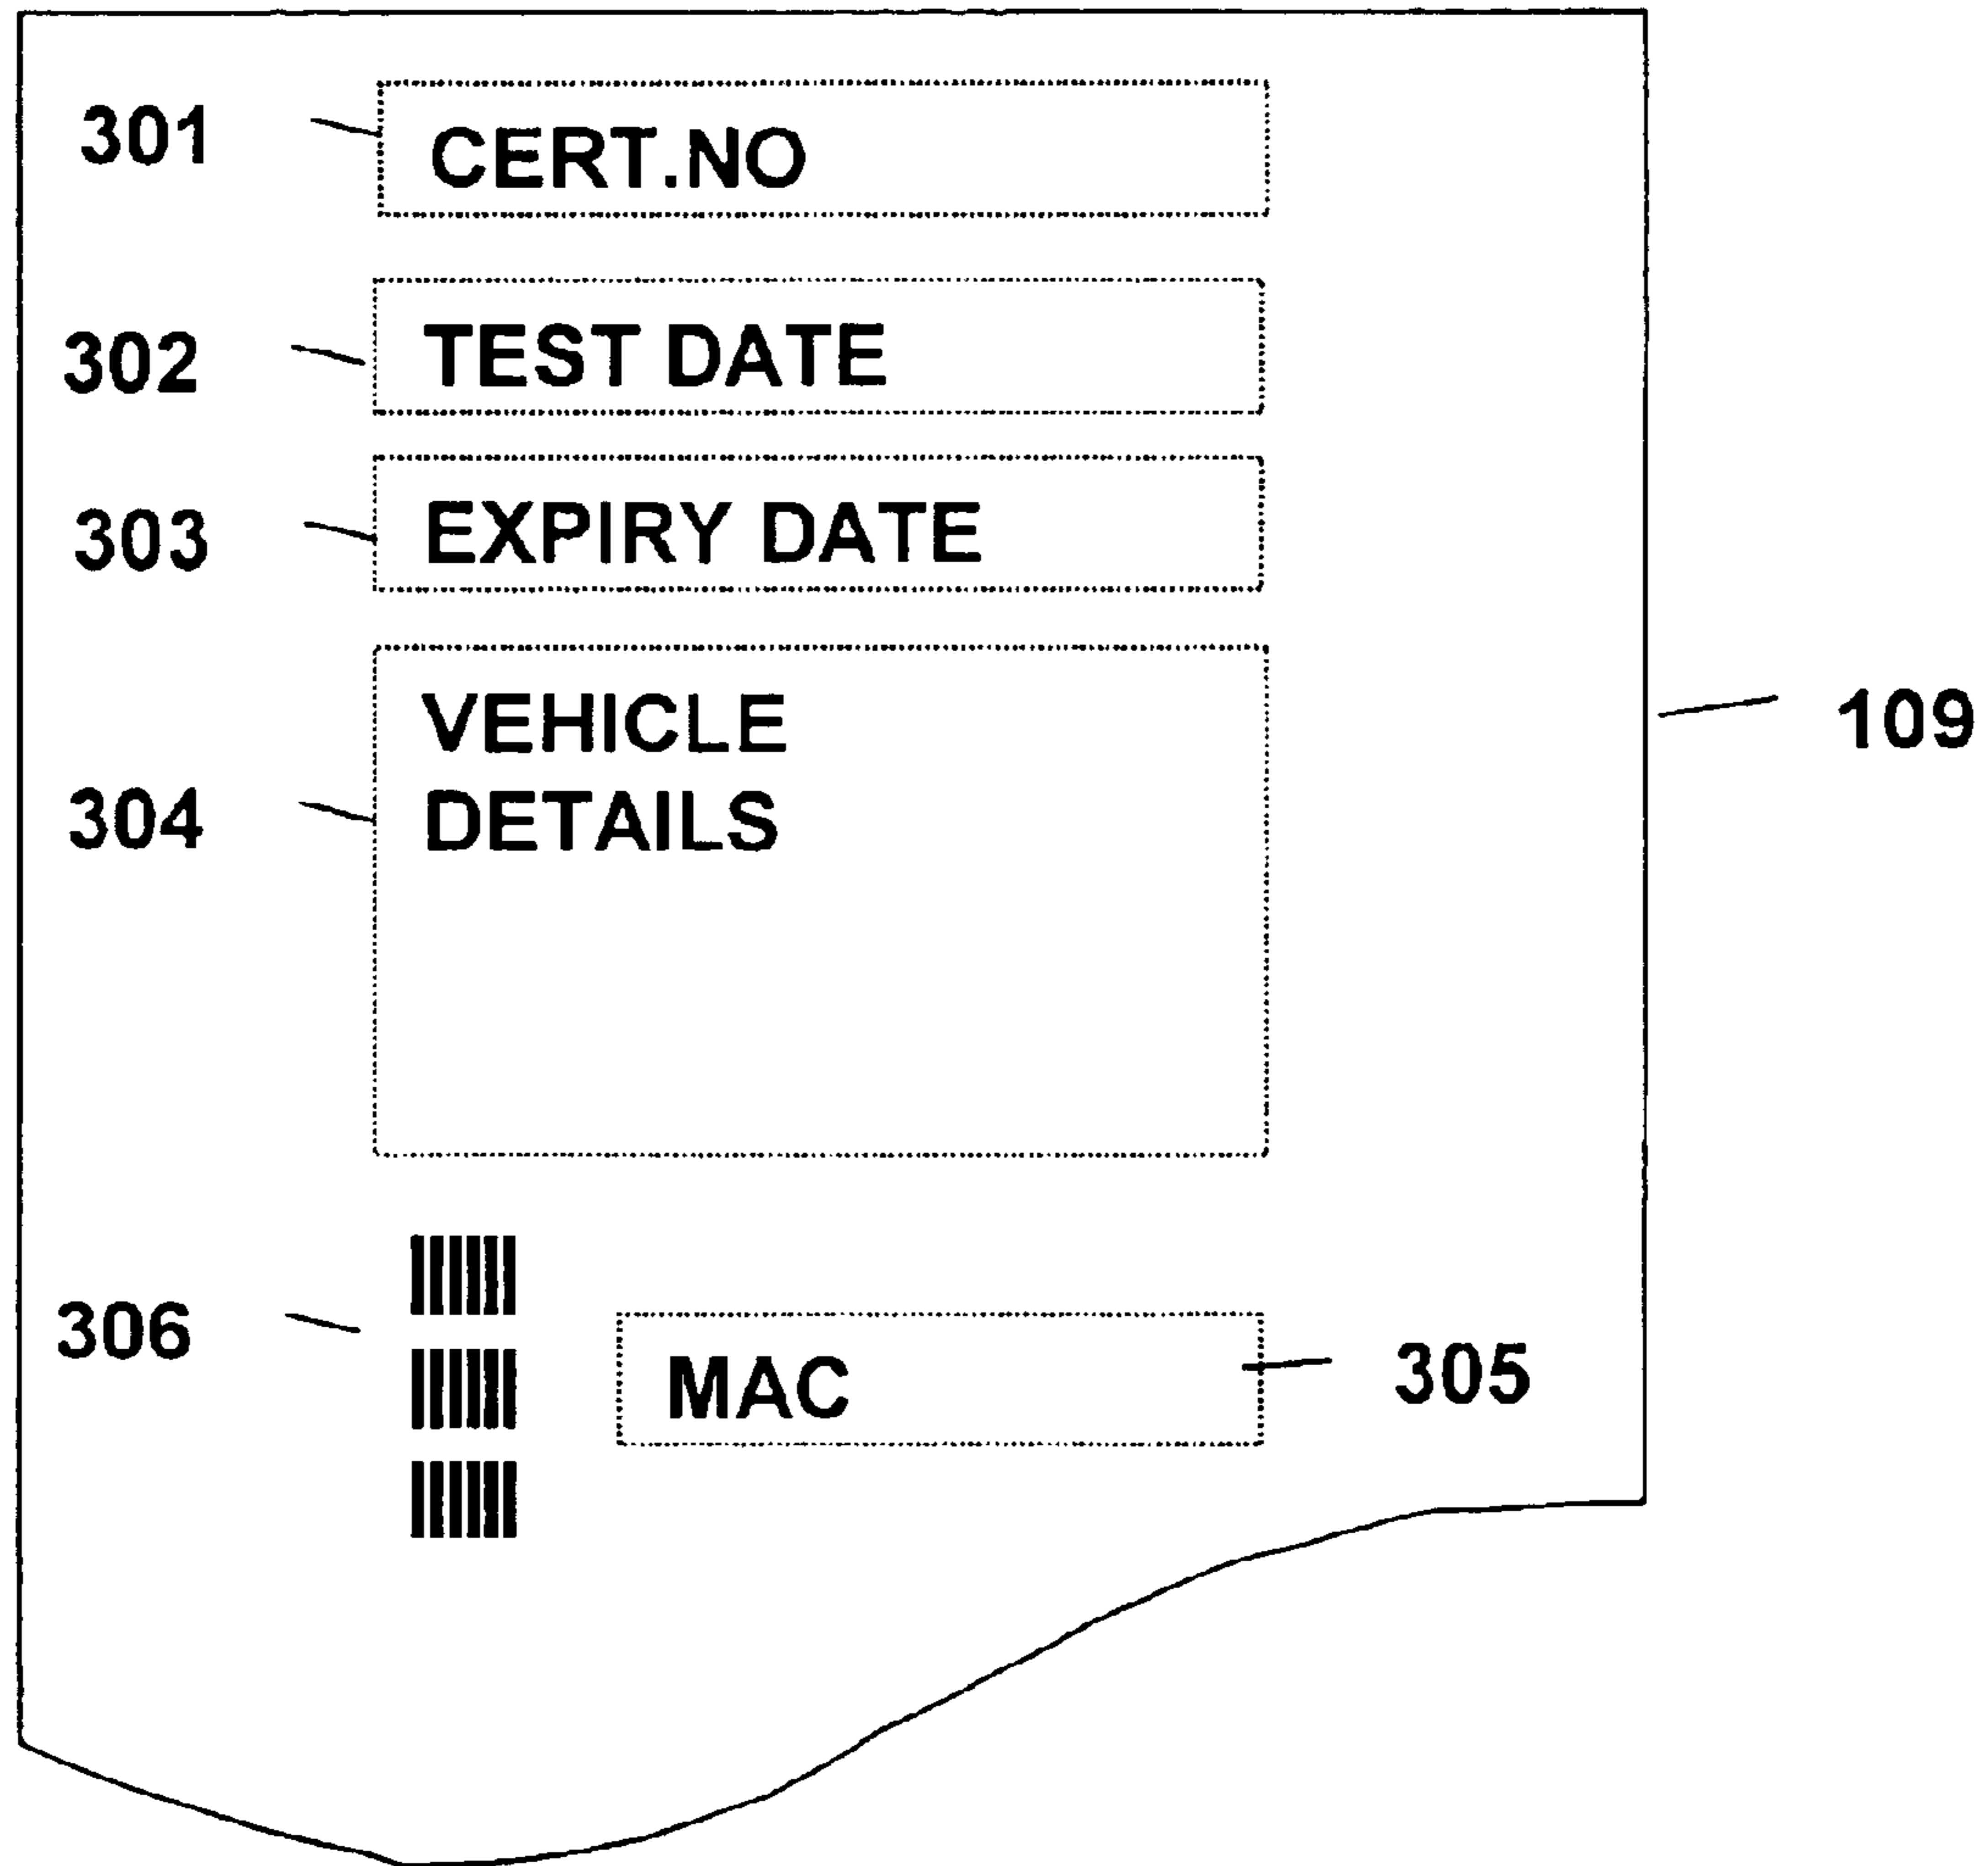 301 CERT.NO
302 TEST DATE
303 EXPIRY DATE
VEHICLE
109
304 DETAILS
306 MAC 305